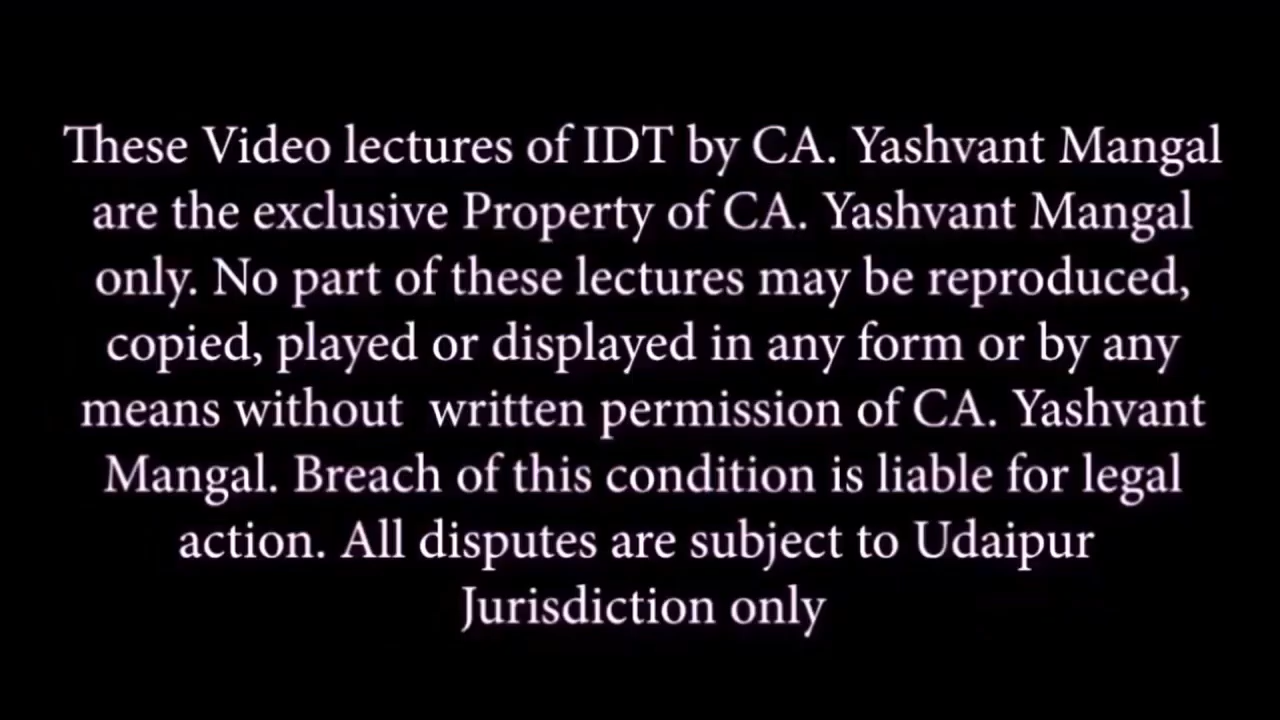 These Video lectures of IDT by CA. Yashvant Mangal
are the exclusive Property of CA. Yashvant Mangal
only. No part of these lectures may be reproduced,
copied, played or displayed in any form or by any
means without  written permission of CA. Yashvant
Mangal. Breach of this condition is liable for legal
action. All disputes are subject to Udaipur
Jurisdiction only